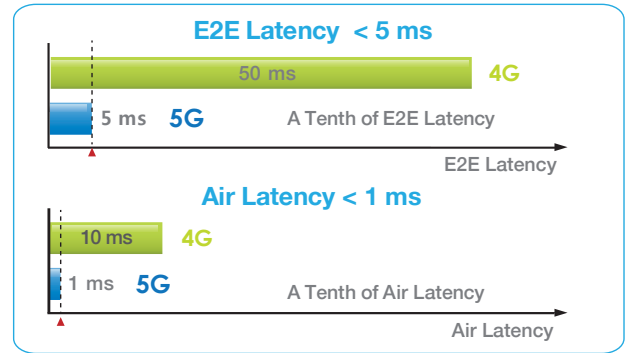 E2E Latency < 5 ms
50 ms 4G
5 ms 5G A Tenth of E2E Latency
E2E Latency
Air Latency < 1 ms
10 ms 4G
1 ms 5G A Tenth of Air Latency
Air Latency